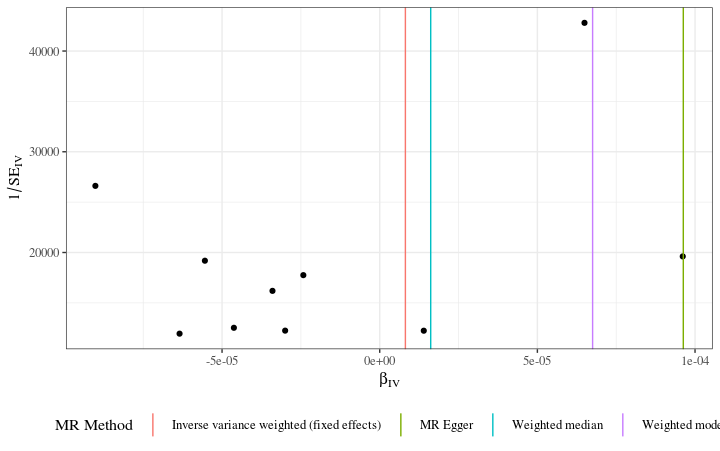 40000
30000
20000
1/SE_IV
-5e-05 0e+00 5e-05 1e-04
β_IV
MR Method Inverse variance weighted (fixed effects) MR Egger Weighted median Weighted mode